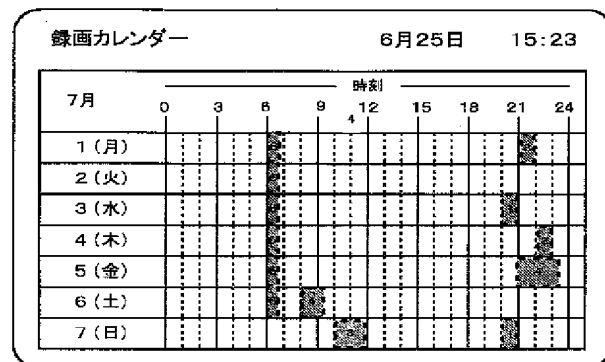 録画カレンダー 6月25日 15:23
時刻
7月 0 3 6 9 12 15 18 21 24
4
1(月)
2(火)
3(水)
4(木)
5(金)
6(土)
7(日)